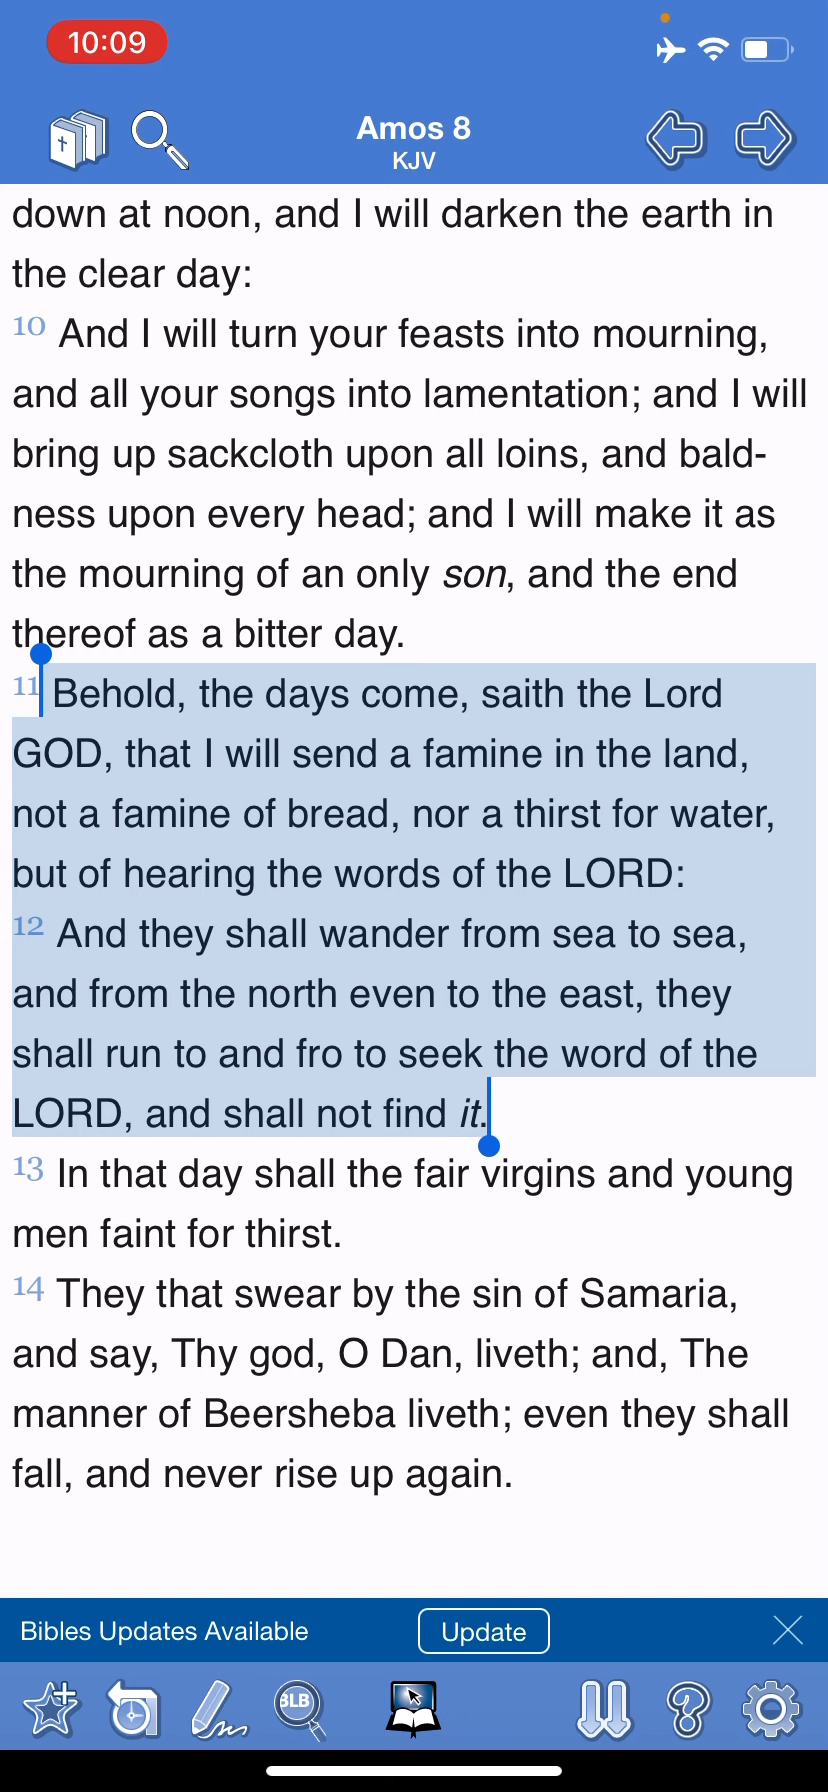 10:09
Amos 8
KJV
down at noon, and I will darken the earth in
the clear day:
10 And I will turn your feasts into mourning,
and all your songs into lamentation; and I will
bring up sackcloth upon all loins, and bald-
ness upon every head; and I will make it as
the mourning of an only son, and the end
thereof as a bitter day.
11 Behold, the days come, saith the Lord
GOD, that I will send a famine in the land,
not a famine of bread, nor a thirst for water,
but of hearing the words of the LORD:
12 And they shall wander from sea to sea,
and from the north even to the east, they
shall run to and fro to seek the word of the
LORD, and shall not find it.
13 In that day shall the fair virgins and young
men faint for thirst.
14 They that swear by the sin of Samaria,
and say, Thy god, O Dan, liveth; and, The
manner of Beersheba liveth; even they shall
fall, and never rise up again.
Bibles Updates Available
Update
BLB